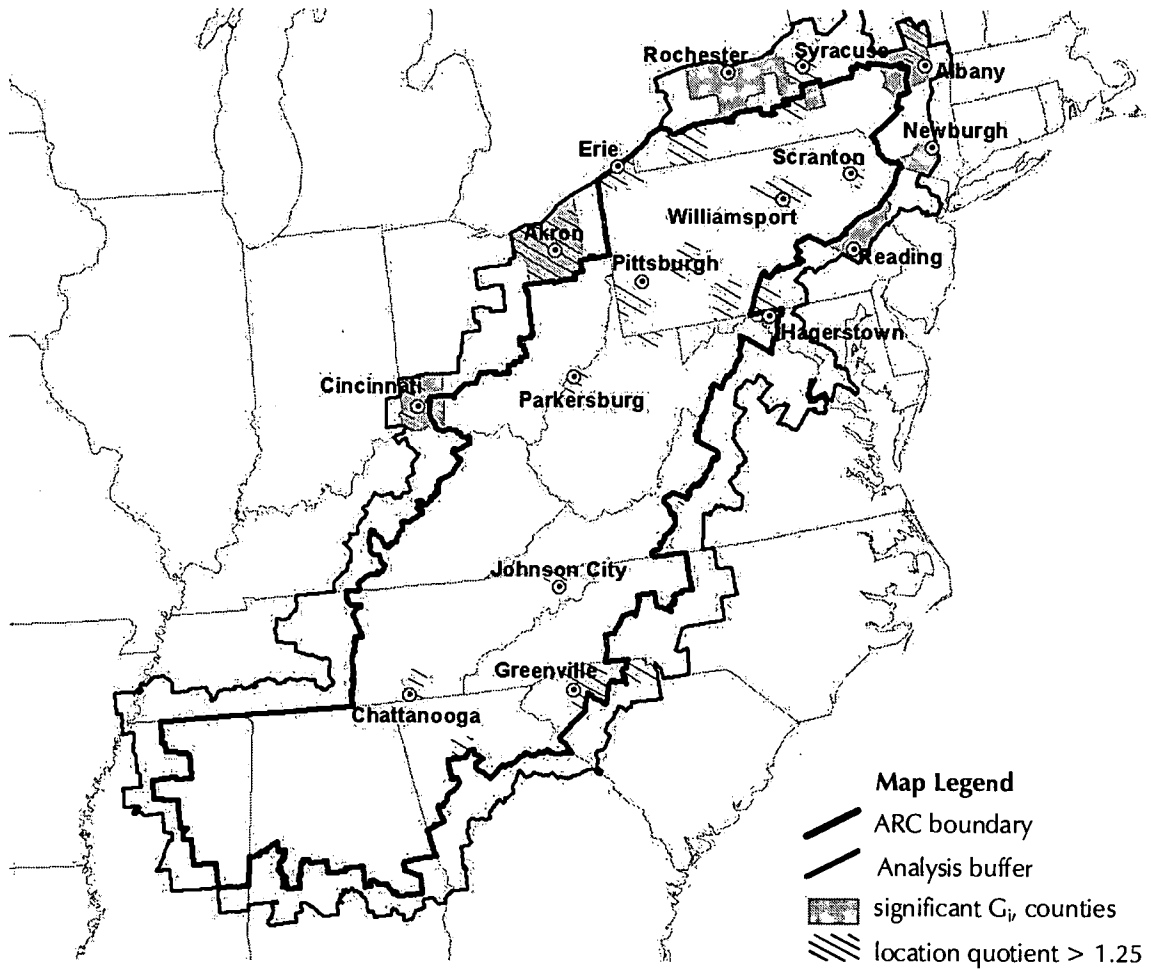 Rochester
Syracuse
Albany
Newburgh
Erie
Scranton
Williamsport
Akron
Pittsburgh
Reading
Hagerstown
Cincinnati
Parkersburg
Johnson City
Greenville
Chattanooga
Map Legend
ARC boundary
Analysis buffer
significant Gi, counties
location quotient > 1.25